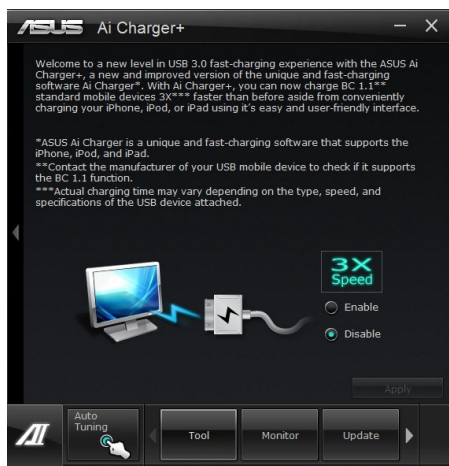 ASUS Ai Charger+
Welcome to a new level in USB 3.0 fast-charging experience with the ASUS Ai
Charger+, a new and improved version of the unique and fast-charging
software Ai Charger*. With Ai Charger+, you can now charge BC 1.1**
standard mobile devices 3X*** faster than before aside from conveniently
charging your iPhone, iPod, or iPad using it's easy and user-friendly interface.
*ASUS Ai Charger is a unique and fast-charging software that supports the
iPhone, iPod, and iPad.
**Contact the manufacturer of your USB mobile device to check if it supports
the BC 1.1 function.
***Actual charging time may vary depending on the type, speed, and
specifications of the USB device attached.
3X
Speed
Enable
Disable
Apply
AI
Auto
Tuning
Tool
Monitor
Update